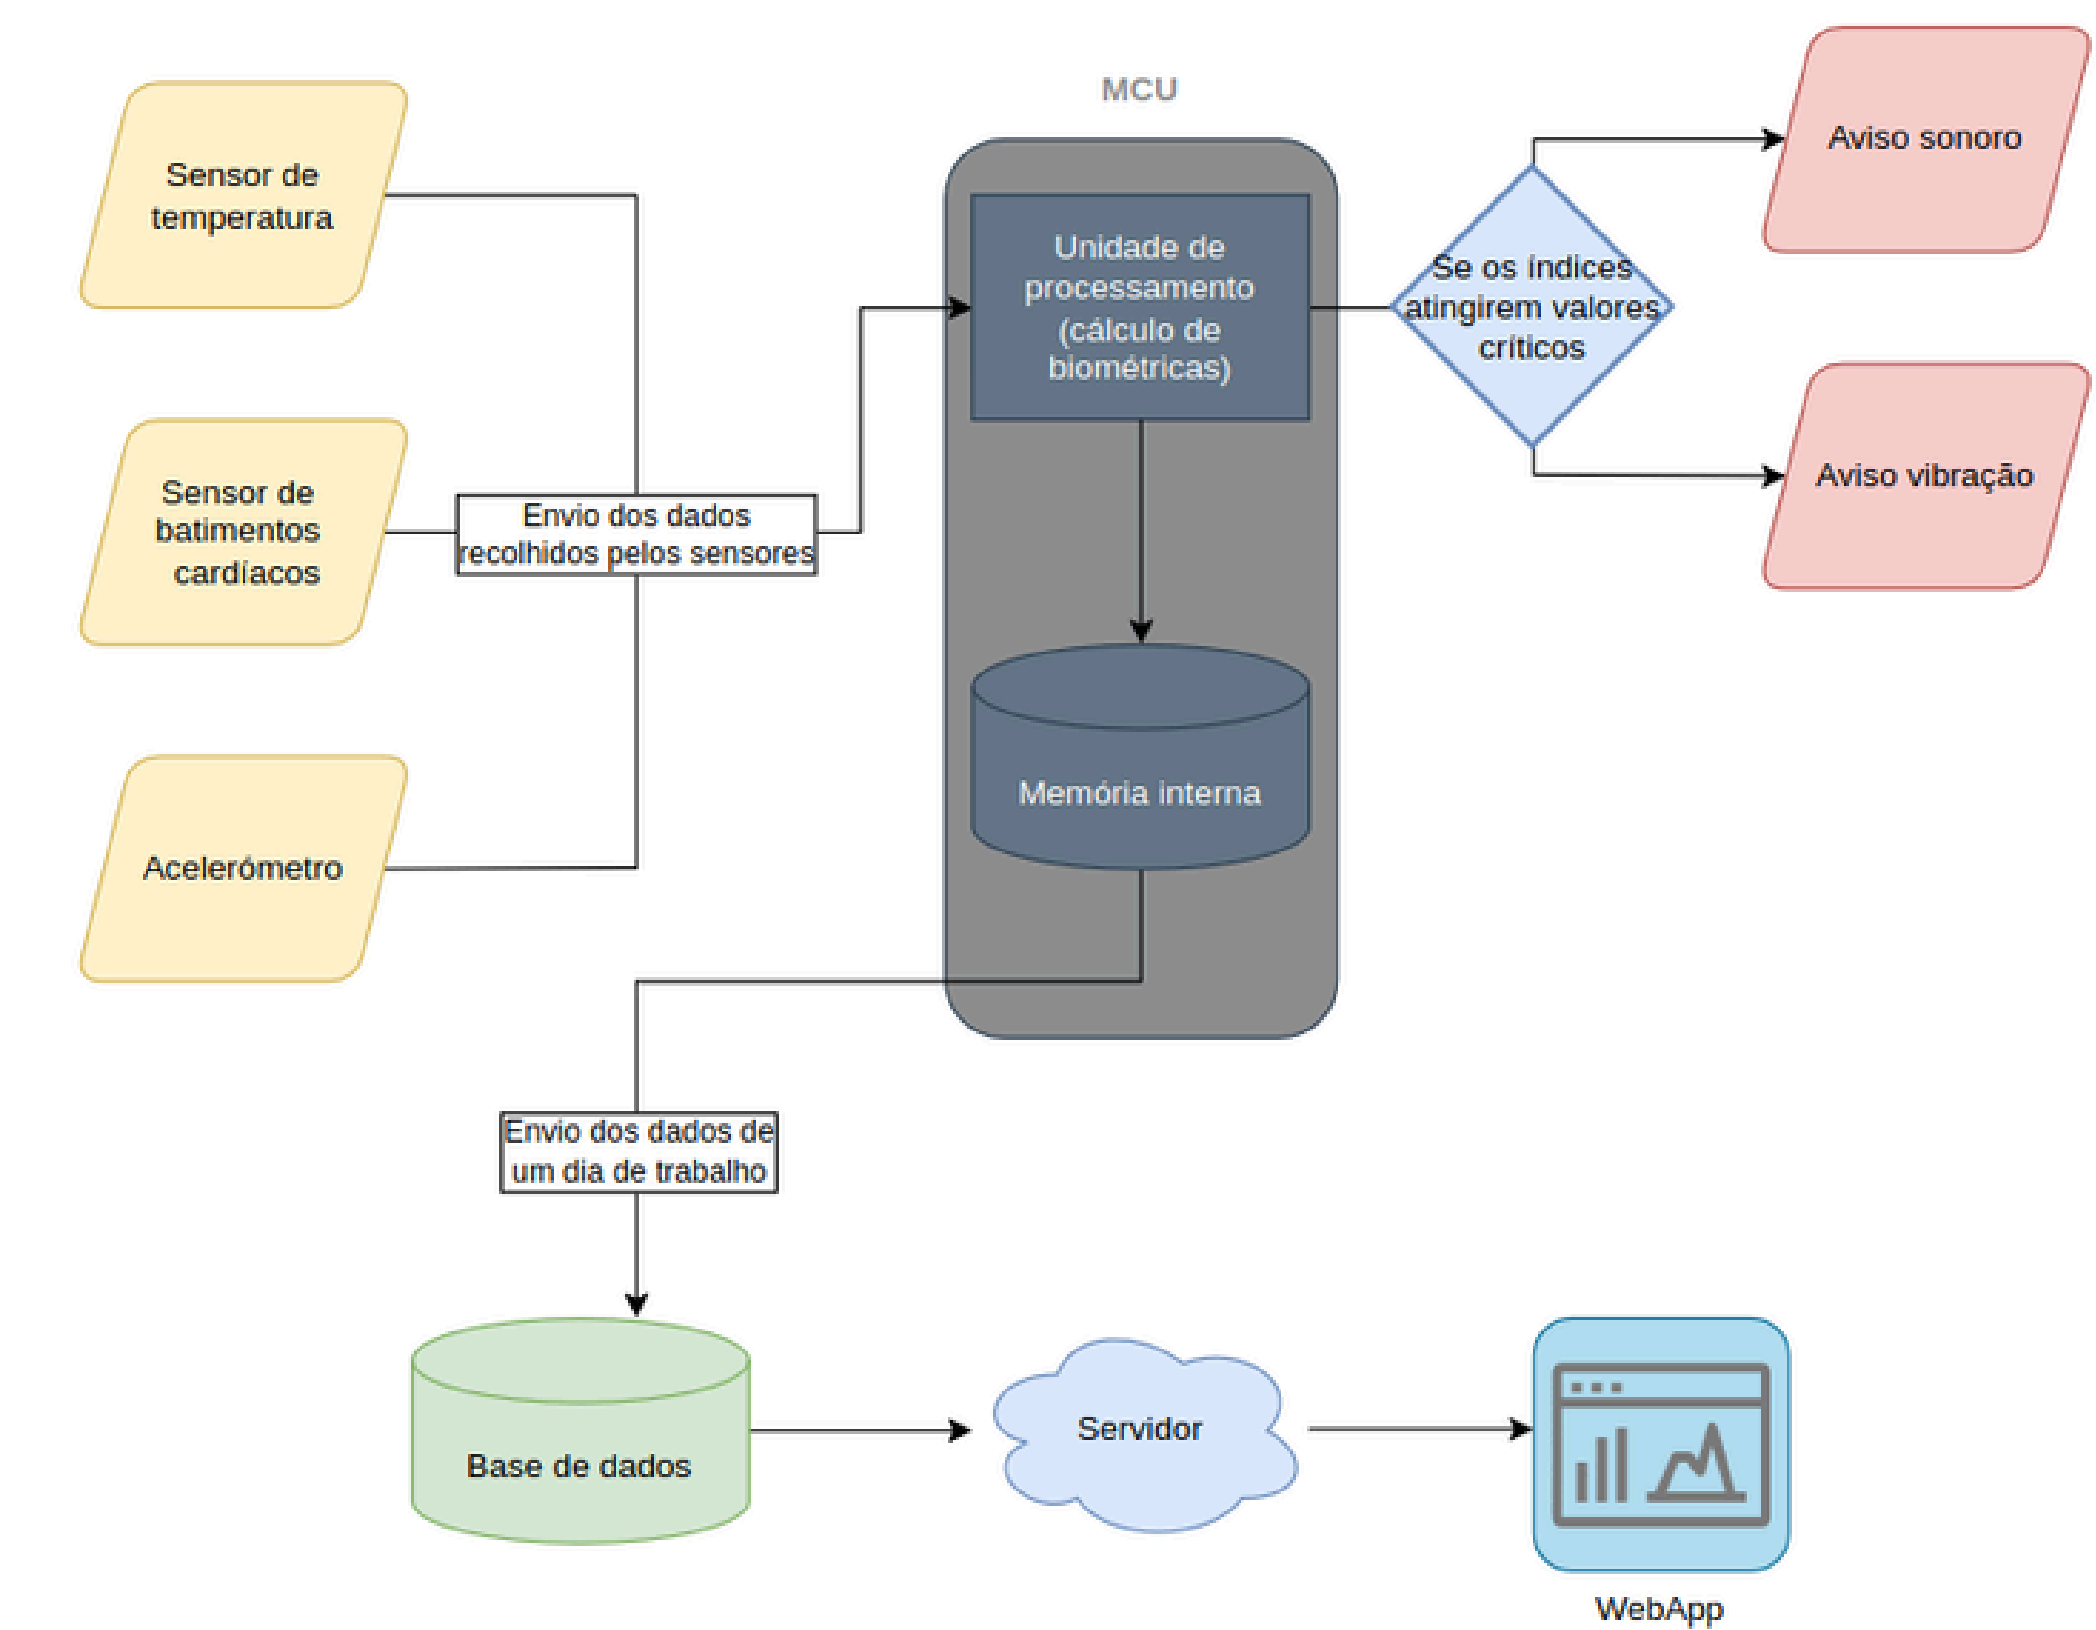 MCU
Sensor de
temperatura
Unidade de
processamento
(cálculo de
biométricas)
Se os índices
atingirem valores
críticos
Aviso sonoro
Aviso vibração
Sensor de
batimentos
cardíacos
Envio dos dados
recolhidos pelos sensores
Memória interna
Acelerómetro
Envio dos dados de
um dia de trabalho
Base de dados
Servidor
WebApp